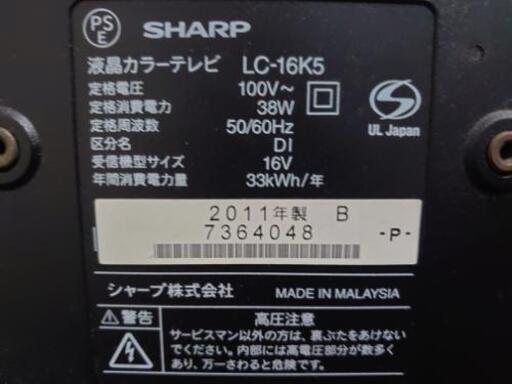 PS
E
SHARP
液晶カラーテレビ LC-16K5
定格電圧 100V～
定格消費電力 38W
定格周波数 50/60Hz
区分名 DI
受信機型サイズ 16V
年間消費電力量 33kWh/年
UL Japan
2011年製 B
7364048
-P-
シャープ株式会社 MADE IN MALAYSIA
警告 高圧注意
サービスマン以外の方は、裏ぶたをあけないで
ください。内部には高電圧部分が数多く
あり、万一さわると危険です。